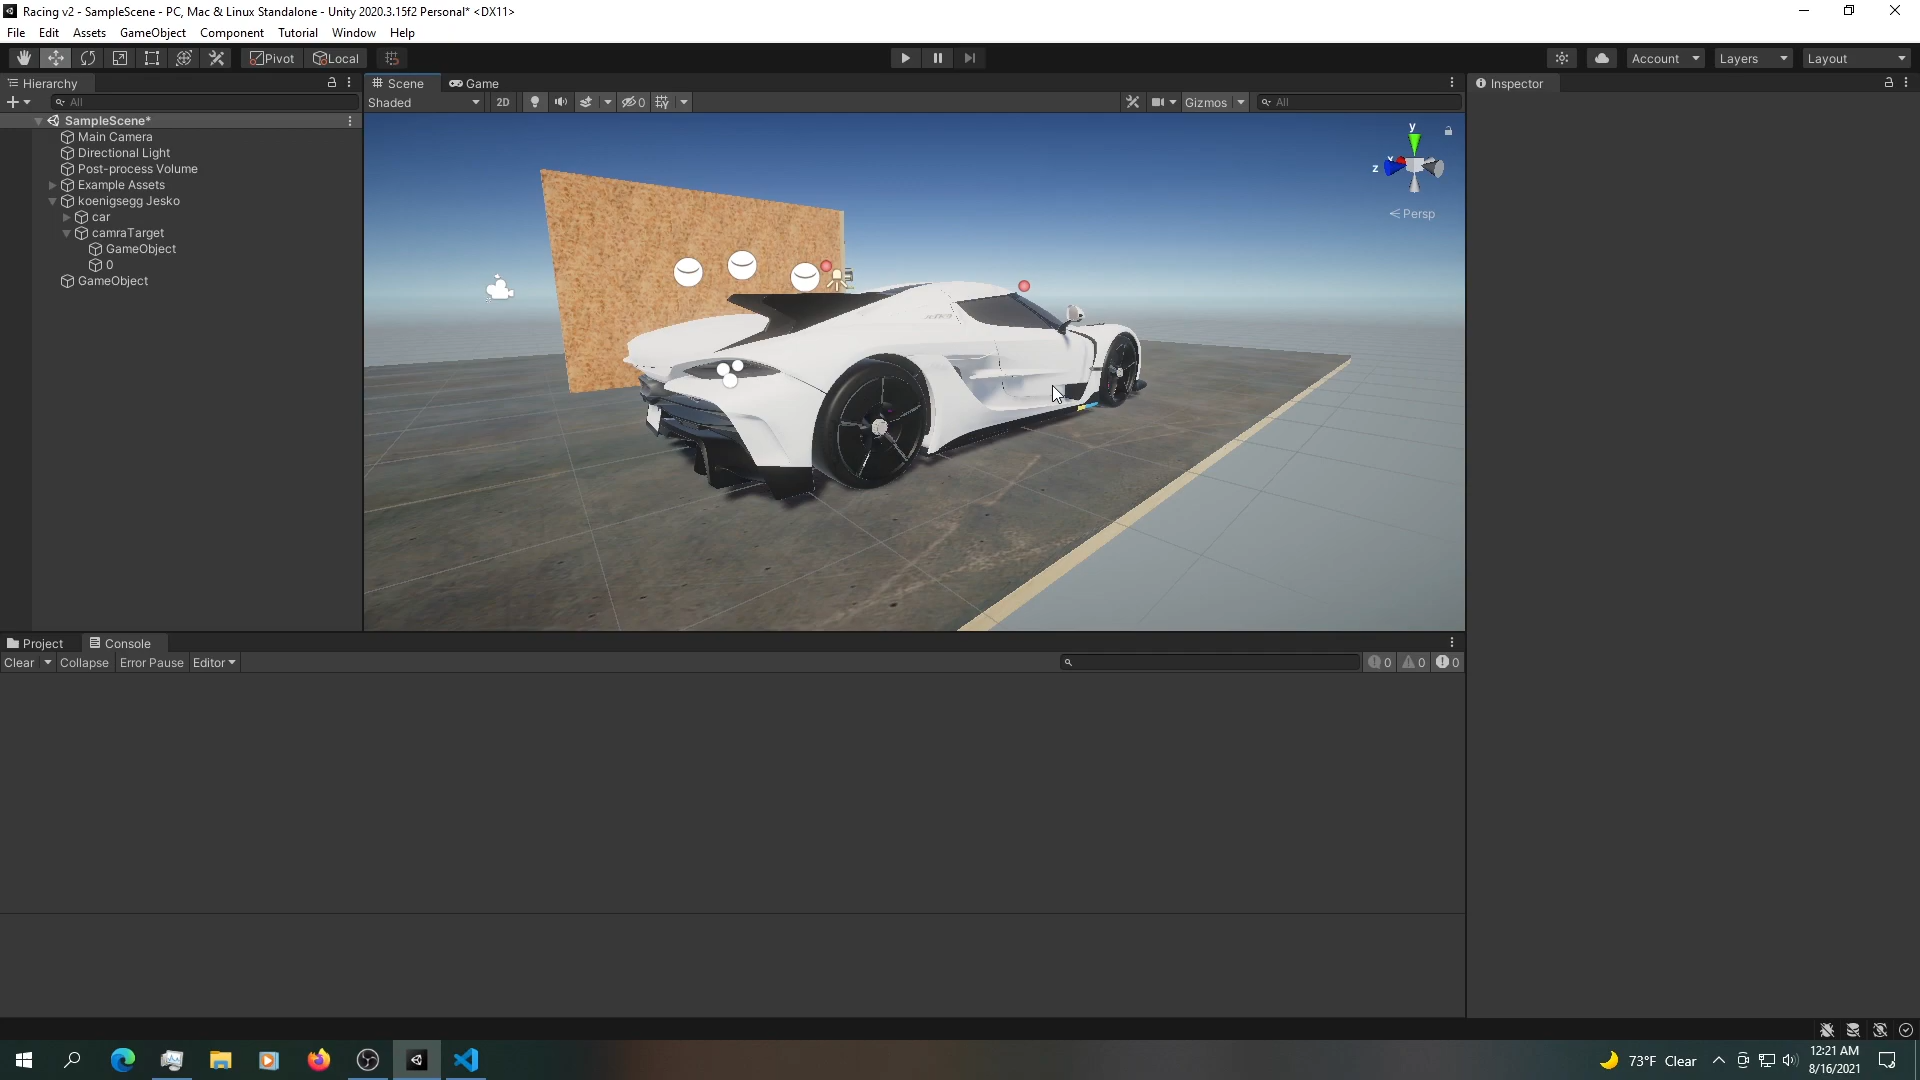 Racing v2 - SampleScene - PC, Mac & Linux Standalone - Unity 2020.3.15f2 Personal* <DX11>
File Edit Assets GameObject Component Tutorial Window Help
Pivot Local Account Layers Layout
Hierarchy Scene Game Inspector
All Shaded 2D 0 Gizmos All
SampleScene*
Main Camera
Directional Light
Post-process Volume
Example Assets
koenigsegg Jesko
car
camraTarget
GameObject
0
GameObject
y
x
z
Persp
Project Console
Clear Collapse Error Pause Editor 0 0 0
73°F Clear
12:21 AM
8/16/2021